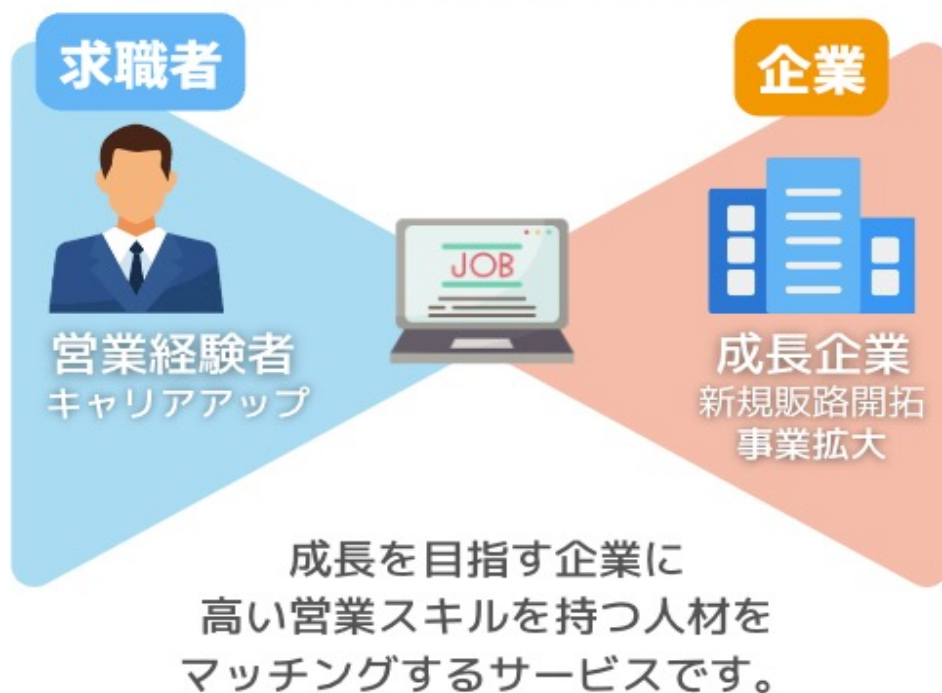 求職者
企業
JOB
営業経験者
キャリアアップ
成長企業
新規販路開拓
事業拡大
成長を目指す企業に
高い営業スキルを持つ人材を
マッチングするサービスです。